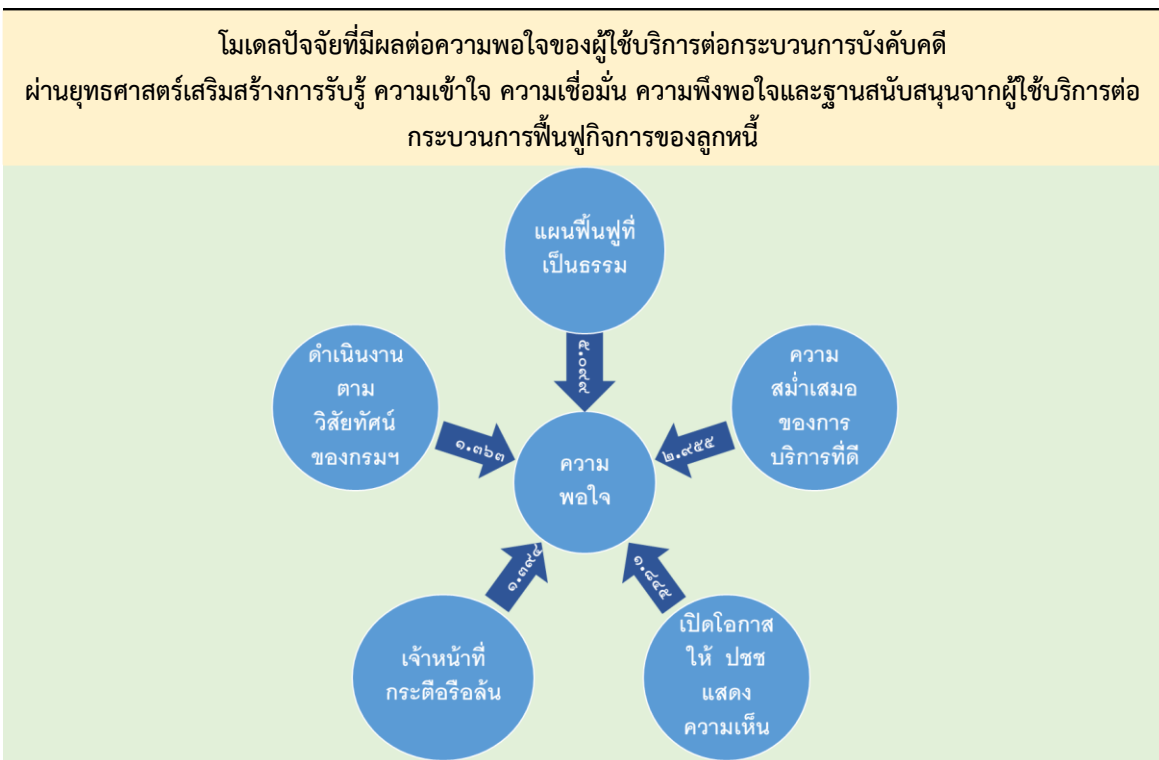 โมเดลปัจจัยที่มีผลต่อความพอใจของผู้ใช้บริการต่อกระบวนการบังคับคดี
ผ่านยุทธศาสตร์เสริมสร้างการรับรู้ ความเข้าใจ ความเชื่อมั่น ความพึงพอใจและฐานสนับสนุนจากผู้ใช้บริการต่อ
กระบวนการฟื้นฟูกิจการของลูกหนี้
แผนฟื้นฟูที่
เป็นธรรม
ดำเนินงาน
ตาม
วิสัยทัศน์
ของกรมฯ
๑.๓๖๓
ความ
สม่ำเสมอ
ของการ
บริการที่ดี
๒.๙๕๕
ความ
พอใจ
เจ้าหน้าที่
กระตือรือล้น
เปิดโอกาส
ให้ ปชช
แสดง
ความเห็น